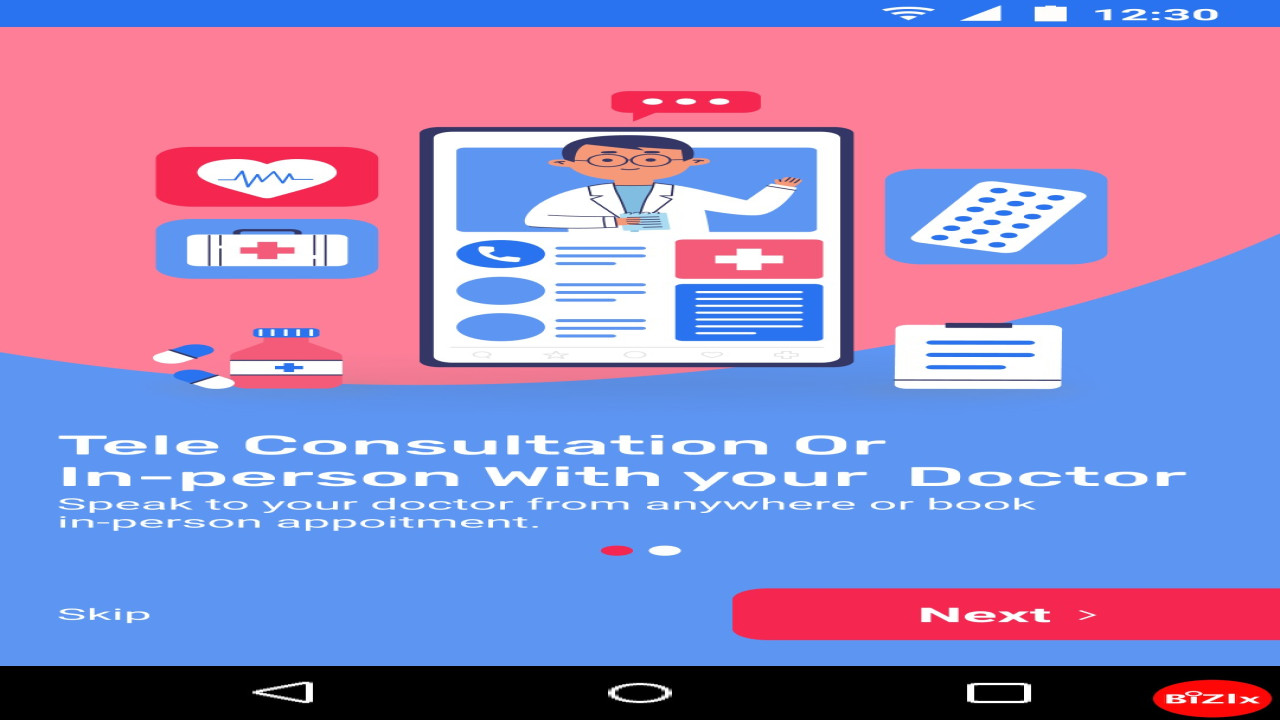 12:30
Tele Consultation Or
In-person With your Doctor
Speak to your doctor from anywhere or book
in-person appoitment.
Skip
Next >
BiZIx